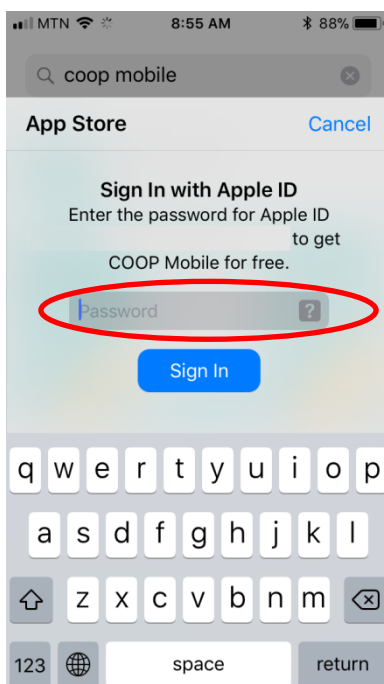 MTN 8:55 AM 88%
coop mobile
App Store Cancel
Sign In with Apple ID
Enter the password for Apple ID
to get
COOP Mobile for free.
Password ?
Sign In
q w e r t y u i o p
a s d f g h j k l
z x c v b n m
123 space return